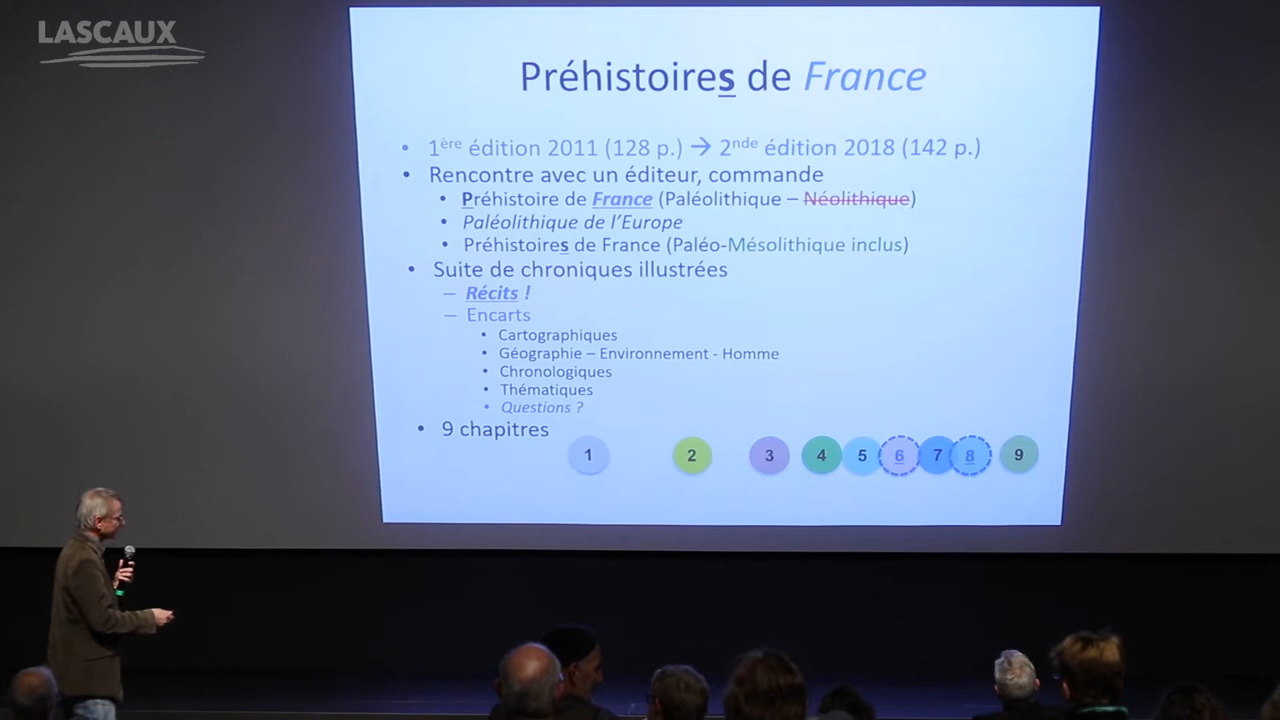 LASCAUX
Préhistoires de France
• 1ère édition 2011 (128 p.) → 2nde édition 2018 (142 p.)
• Rencontre avec un éditeur, commande
• Préhistoire de France (Paléolithique – Néolithique)
• Paléolithique de l'Europe
• Préhistoires de France (Paléo-Mésolithique inclus)
• Suite de chroniques illustrées
– Récits !
– Encarts
• Cartographiques
• Géographie – Environnement - Homme
• Chronologiques
• Thématiques
• Questions ?
• 9 chapitres
1 2 3 4 5 6 7 8 9